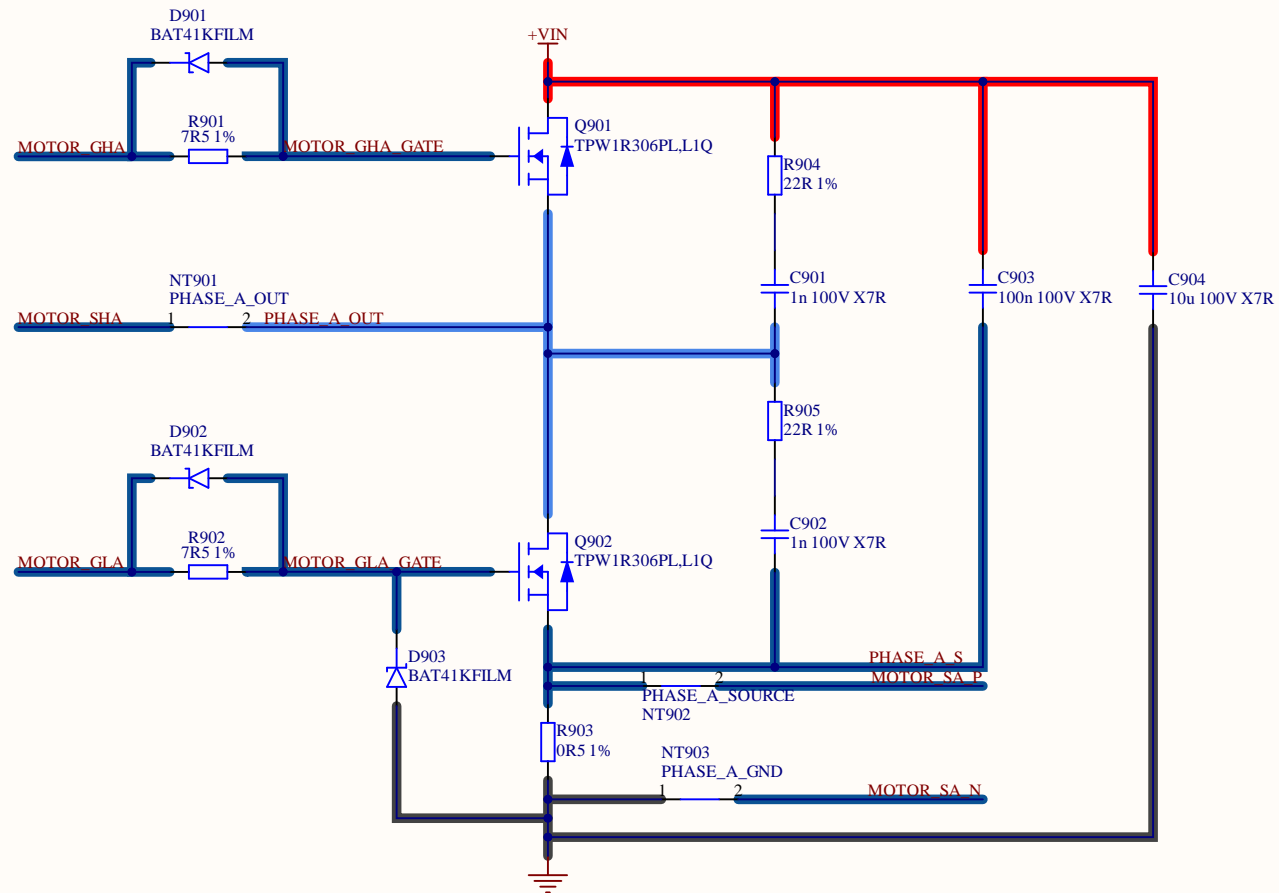 D901
BAT41KFILM
+VIN
R901
7R5 1%
MOTOR_GHA
MOTOR_GHA_GATE
Q901
TPW1R306PL,L1Q
R904
22R 1%
C901
1n 100V X7R
C903
100n 100V X7R
C904
10u 100V X7R
NT901
PHASE_A_OUT
MOTOR_SHA
1
2
PHASE_A_OUT
R905
22R 1%
D902
BAT41KFILM
R902
7R5 1%
MOTOR_GLA
MOTOR_GLA_GATE
Q902
TPW1R306PL,L1Q
C902
1n 100V X7R
D903
BAT41KFILM
PHASE_A_S
1
2
MOTOR_SA_P
PHASE_A_SOURCE
NT902
R903
0R5 1%
NT903
PHASE_A_GND
1
2
MOTOR_SA_N